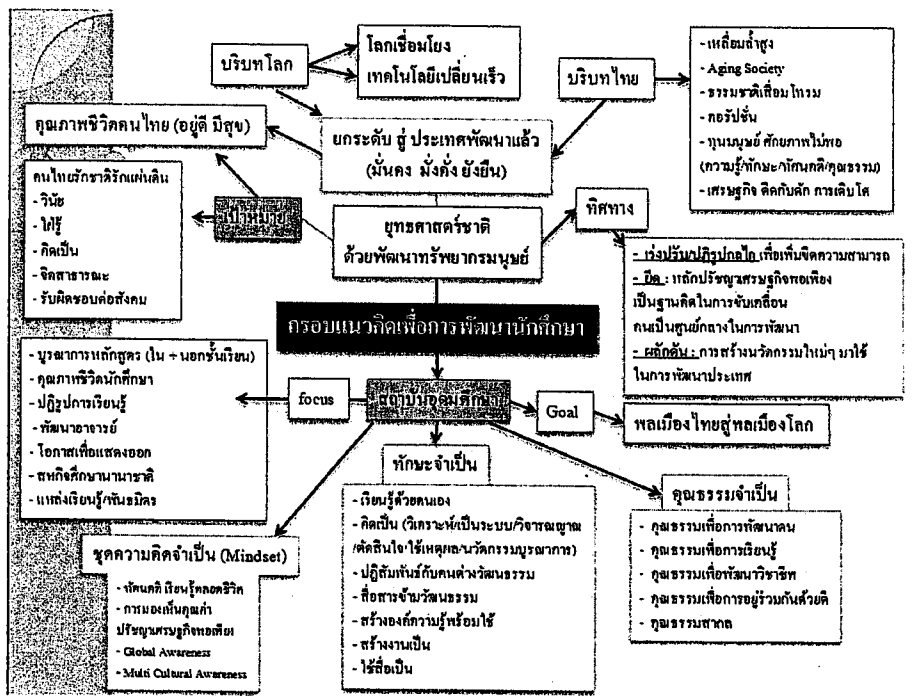 บริบทโลก
โลกเชื่อมโยง
เทคโนโลยีเปลี่ยนเร็ว
บริบทไทย
- เหลื่อมล้ำสูง
- Aging Society
- ธรรมชาติเสื่อมโทรม
- คอรัปชั่น
- ทุนมนุษย์ ศักยภาพไม่พอ
(ความรู้/ทักษะ/ทัศนคติ/คุณธรรม)
- เศรษฐกิจ ติดกับดัก การเติบโต
คุณภาพชีวิตคนไทย (อยู่ดี มีสุข)
ยกระดับ สู่ ประเทศพัฒนาแล้ว
(มั่นคง มั่งคั่ง ยั่งยืน)
คนไทยรักชาติรักแผ่นดิน
- วินัย
- ใฝ่รู้
- คิดเป็น
- จิตสาธารณะ
- รับผิดชอบต่อสังคม
เป้าหมาย
ยุทธศาสตร์ชาติ
ด้วยพัฒนาทรัพยากรมนุษย์
ทิศทาง
- เร่งปรับ/ปฏิรูปกลไก เพื่อเพิ่มขีดความสามารถ
- ยึด : หลักปรัชญาเศรษฐกิจพอเพียง
เป็นฐานคิดในการขับเคลื่อน
คนเป็นศูนย์กลางในการพัฒนา
- ผลักดัน : การสร้างนวัตกรรมใหม่ๆ มาใช้
ในการพัฒนาประเทศ
กรอบแนวคิดเพื่อการพัฒนานักศึกษา
- บูรณาการหลักสูตร (ใน + นอกชั้นเรียน)
- คุณภาพชีวิตนักศึกษา
- ปฏิรูปการเรียนรู้
- พัฒนาอาจารย์
- โอกาสเพื่อแสดงออก
- สหกิจศึกษานานาชาติ
- แหล่งเรียนรู้/พันธมิตร
focus
สถาบันอุดมศึกษา
Goal
พลเมืองไทยสู่พลเมืองโลก
ทักษะจำเป็น
- เรียนรู้ด้วยตนเอง
- คิดเป็น (วิเคราะห์/เป็นระบบ/วิจารณญาณ
/ตัดสินใจ/ใช้เหตุผล/นวัตกรรมบูรณาการ)
- ปฏิสัมพันธ์กับคนต่างวัฒนธรรม
- สื่อสารข้ามวัฒนธรรม
- สร้างองค์ความรู้พร้อมใช้
- สร้างงานเป็น
- ใช้สื่อเป็น
คุณธรรมจำเป็น
- คุณธรรมเพื่อการพัฒนาตน
- คุณธรรมเพื่อการเรียนรู้
- คุณธรรมเพื่อพัฒนาวิชาชีพ
- คุณธรรมเพื่อการอยู่ร่วมกันด้วยดี
- คุณธรรมสากล
ชุดความคิดจำเป็น (Mindset)
- ทัศนคติ เรียนรู้ตลอดชีวิต
- การมองเห็นคุณค่า
ปรัชญาเศรษฐกิจพอเพียง
- Global Awareness
- Multi Cultural Awareness